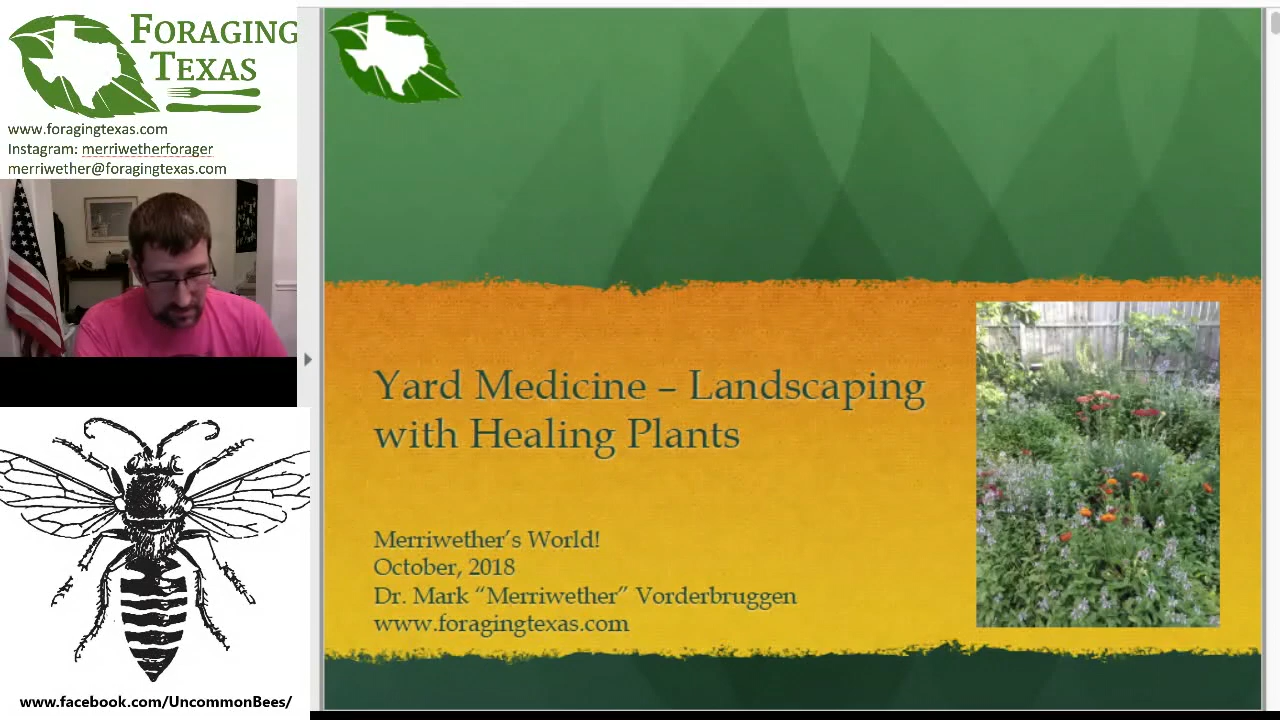 FORAGING
TEXAS
www.foragingtexas.com
Instagram: merriwetherforager
merriwether@foragingtexas.com
Yard Medicine – Landscaping
with Healing Plants
Merriwether’s World!
October, 2018
Dr. Mark “Merriwether” Vorderbruggen
www.foragingtexas.com
www.facebook.com/UncommonBees/